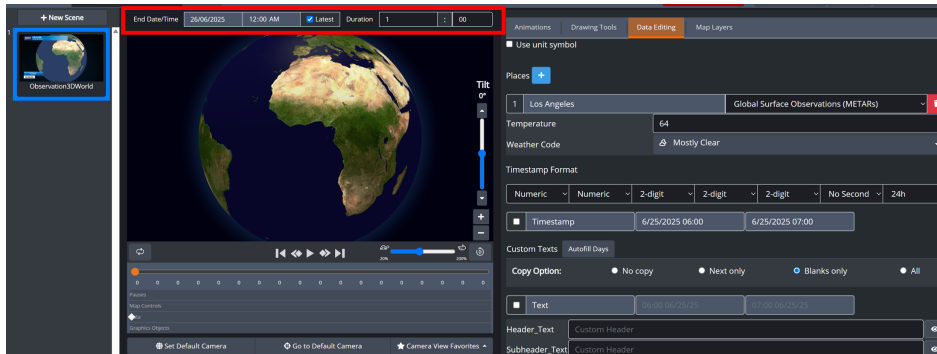 + New Scene
1
Observation3DWorld
End Date/Time 26/06/2025 12:00 AM Latest Duration 1 : 00
Tilt
0°
20% 200%
0 0 0 0 0 0 0 0 0 0 0 0 0 0 0 0 0 0
Pauses
Map Controls
Graphics Objects
Set Default Camera Go to Default Camera Camera View Favorites
Animations Drawing Tools Data Editing Map Layers
Use unit symbol
Places +
1 Los Angeles Global Surface Observations (METARs)
Temperature 64
Weather Code Mostly Clear
Timestamp Format
Numeric Numeric 2-digit 2-digit 2-digit No Second 24h
Timestamp 6/25/2025 06:00 6/25/2025 07:00
Custom Texts Autofill Days
Copy Option: No copy Next only Blanks only All
Text 06:00 06/25/25 07:00 06/25/25
Header_Text Custom Header
Subheader_Text Custom Header